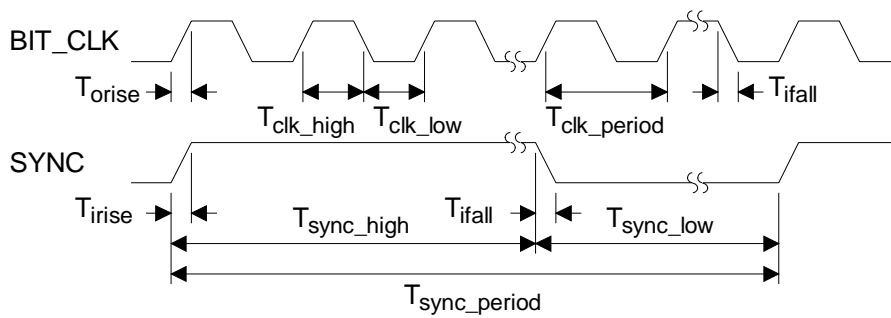 BIT_CLK
Torise
Tifall
Tclk_high
Tclk_low
Tclk_period
SYNC
Tirise
Tsync_high
Tifall
Tsync_low
Tsync_period